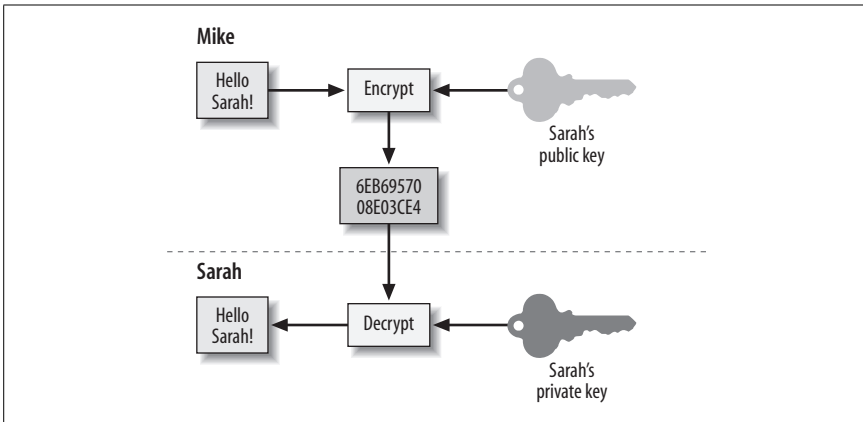 Mike
Hello
Sarah!
Encrypt
Sarah's
public key
6EB69570
08E03CE4
Sarah
Hello
Sarah!
Decrypt
Sarah's
private key